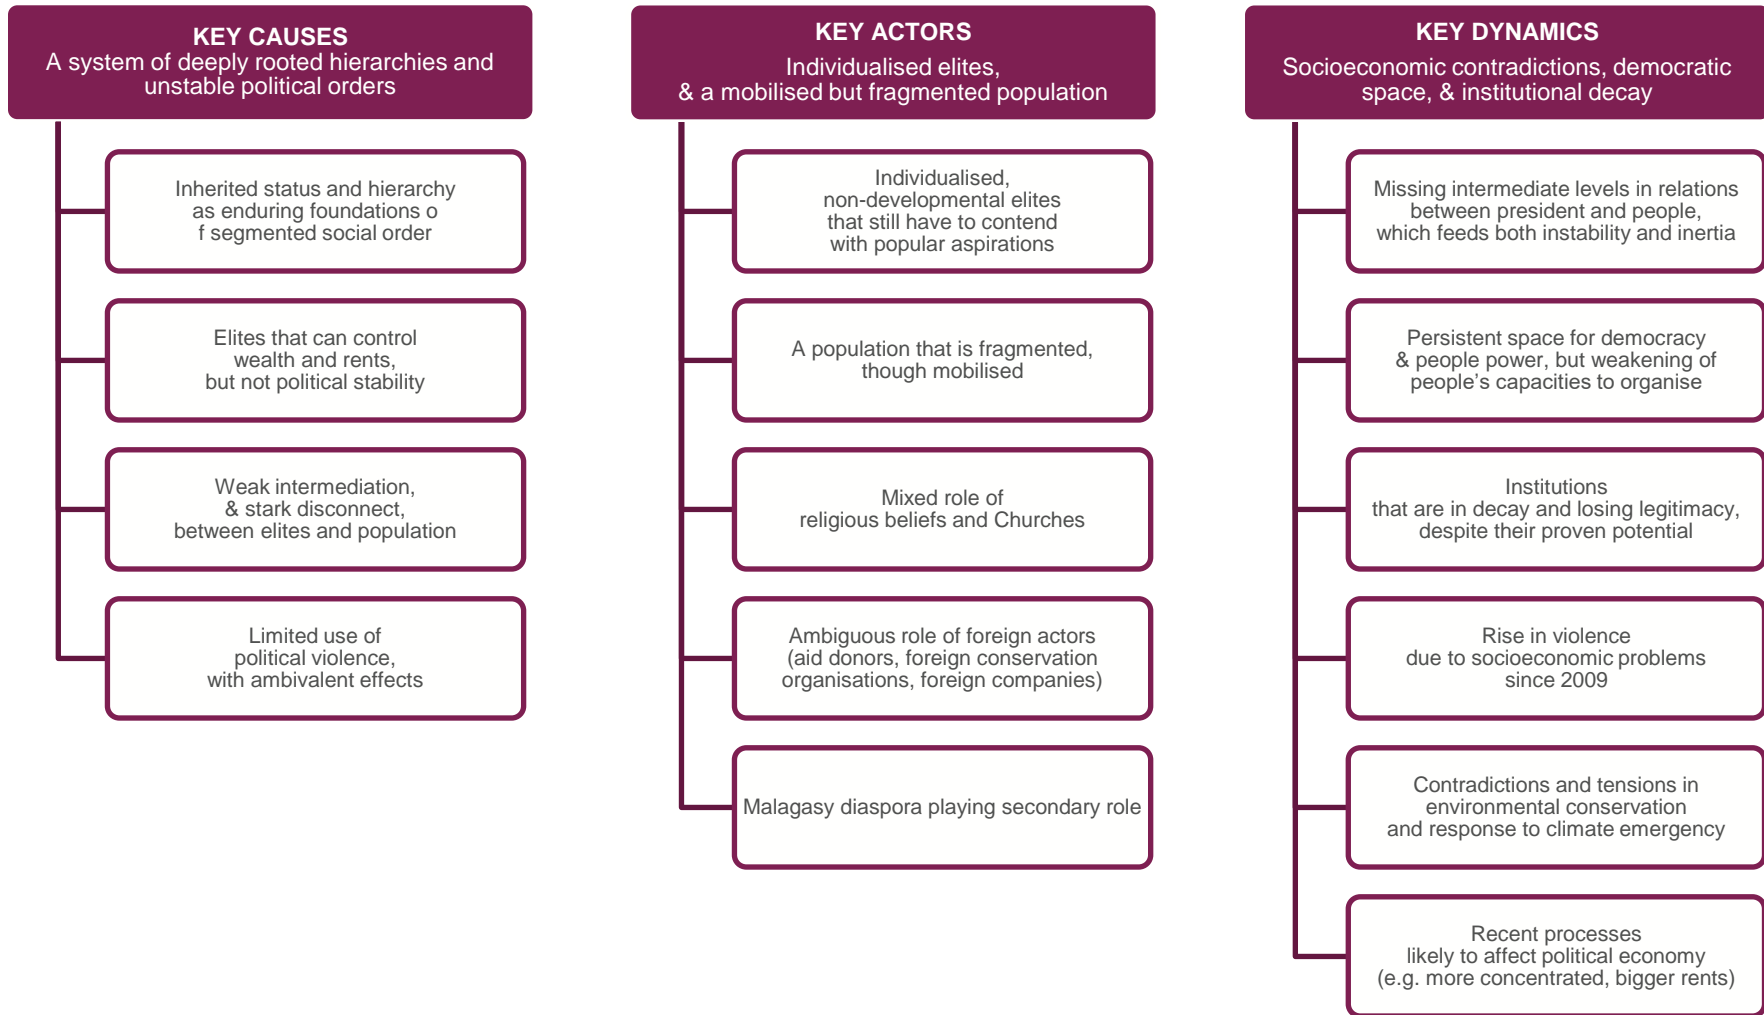 KEY CAUSES
A system of deeply rooted hierarchies and
unstable political orders
Inherited status and hierarchy
as enduring foundations o
f segmented social order
Elites that can control
wealth and rents,
but not political stability
Weak intermediation,
& stark disconnect,
between elites and population
Limited use of
political violence,
with ambivalent effects
KEY ACTORS
Individualised elites,
& a mobilised but fragmented population
Individualised,
non-developmental elites
that still have to contend
with popular aspirations
A population that is fragmented,
though mobilised
Mixed role of
religious beliefs and Churches
Ambiguous role of foreign actors
(aid donors, foreign conservation
organisations, foreign companies)
Malagasy diaspora playing secondary role
KEY DYNAMICS
Socioeconomic contradictions, democratic
space, & institutional decay
Missing intermediate levels in relations
between president and people,
which feeds both instability and inertia
Persistent space for democracy
& people power, but weakening of
people’s capacities to organise
Institutions
that are in decay and losing legitimacy,
despite their proven potential
Rise in violence
due to socioeconomic problems
since 2009
Contradictions and tensions in
environmental conservation
and response to climate emergency
Recent processes
likely to affect political economy
(e.g. more concentrated, bigger rents)